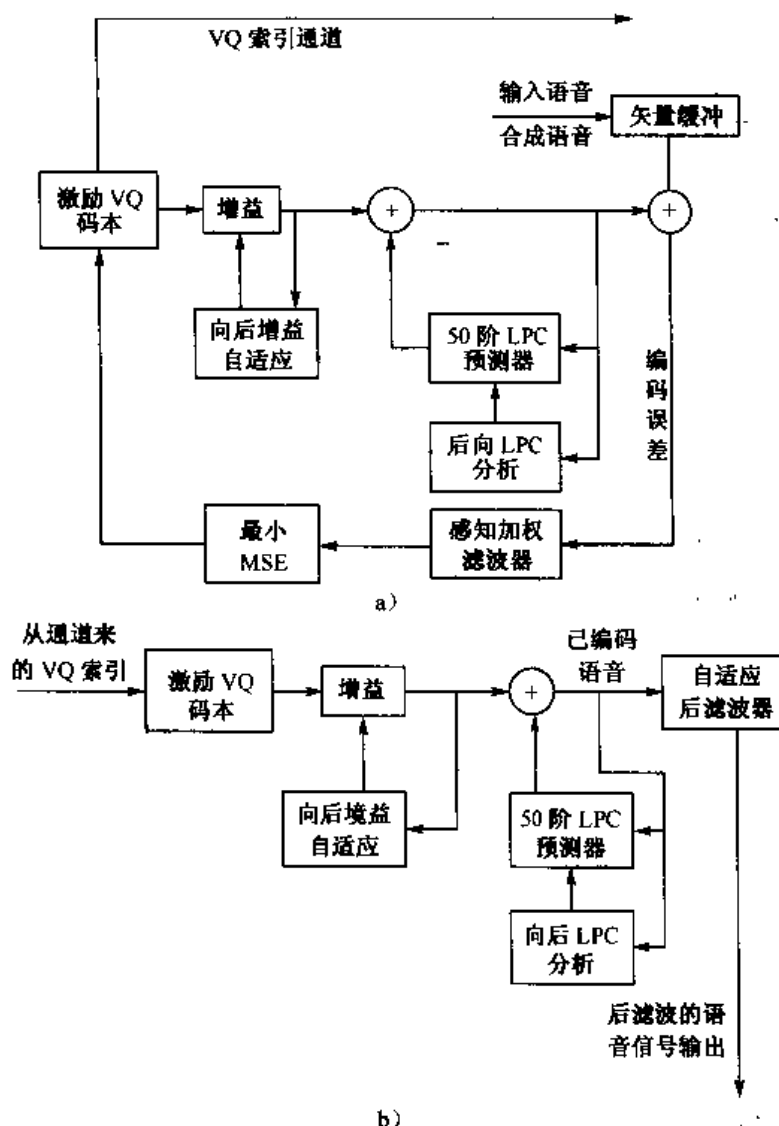 VQ 索引通道
输入语音
合成语音
矢量缓冲
激励 VQ
码本
增益
+
+
向后增益
自适应
50 阶 LPC
预测器
编
码
误
差
后向 LPC
分析
最小
MSE
感知加权
滤波器
a)
从通道来
的 VQ 索引
激励 VQ
码本
增益
+
已编码
语音
自适应
后滤波器
向后境益
自适应
50 阶 LPC
预测器
向后 LPC
分析
后滤波的语
音信号输出
b)